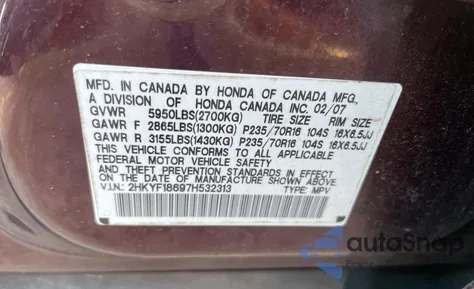 MFD. IN CANADA BY HONDA OF CANADA MFG.,
A DIVISION OF HONDA CANADA INC. 02/07
GVWR 5950LBS(2700KG) TIRE SIZE RIM SIZE
GAWR F 2865LBS(1300KG) P235/70R16 104S 16X6.5JJ
GAWR R 3155LBS(1430KG) P235/70R16 104S 16X6.5JJ
THIS VEHICLE CONFORMS TO ALL APPLICABLE
FEDERAL MOTOR VEHICLE SAFETY STANDARDS IN EFFECT
ON THE DATE OF MANUFACTURE SHOWN ABOVE.
V.I.N.: 2HKYF18697H532313 TYPE: MPV
autoSnap